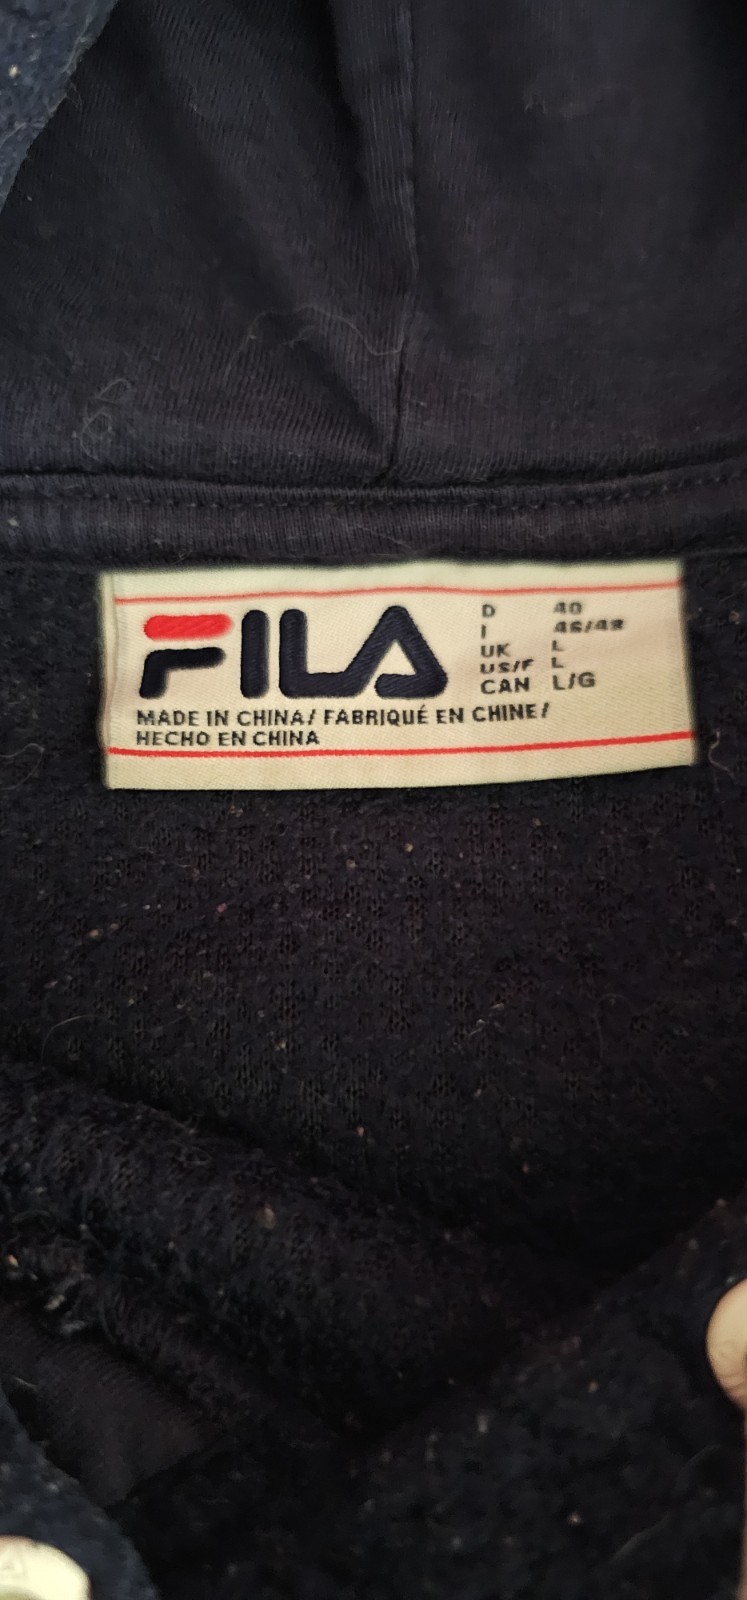 FILA
D 40
I 46/48
UK L
US/F L
CAN L/G
MADE IN CHINA/ FABRIQUÉ EN CHINE/
HECHO EN CHINA